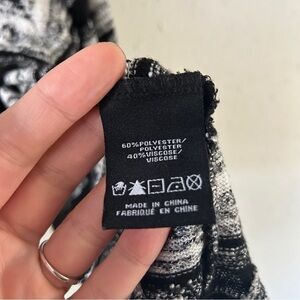 60%POLYESTER/
POLYESTER
40%VISCOSE/
VISCOSE
MADE IN CHINA
FABRIQUÉ EN CHINE